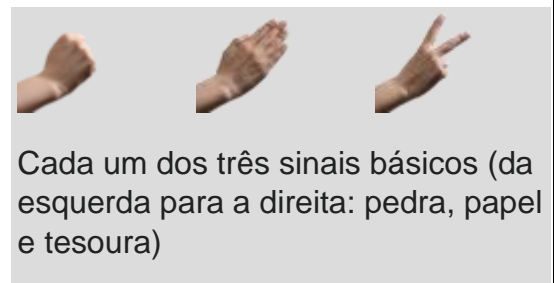 Cada um dos três sinais básicos (da
esquerda para a direita: pedra, papel
e tesoura)